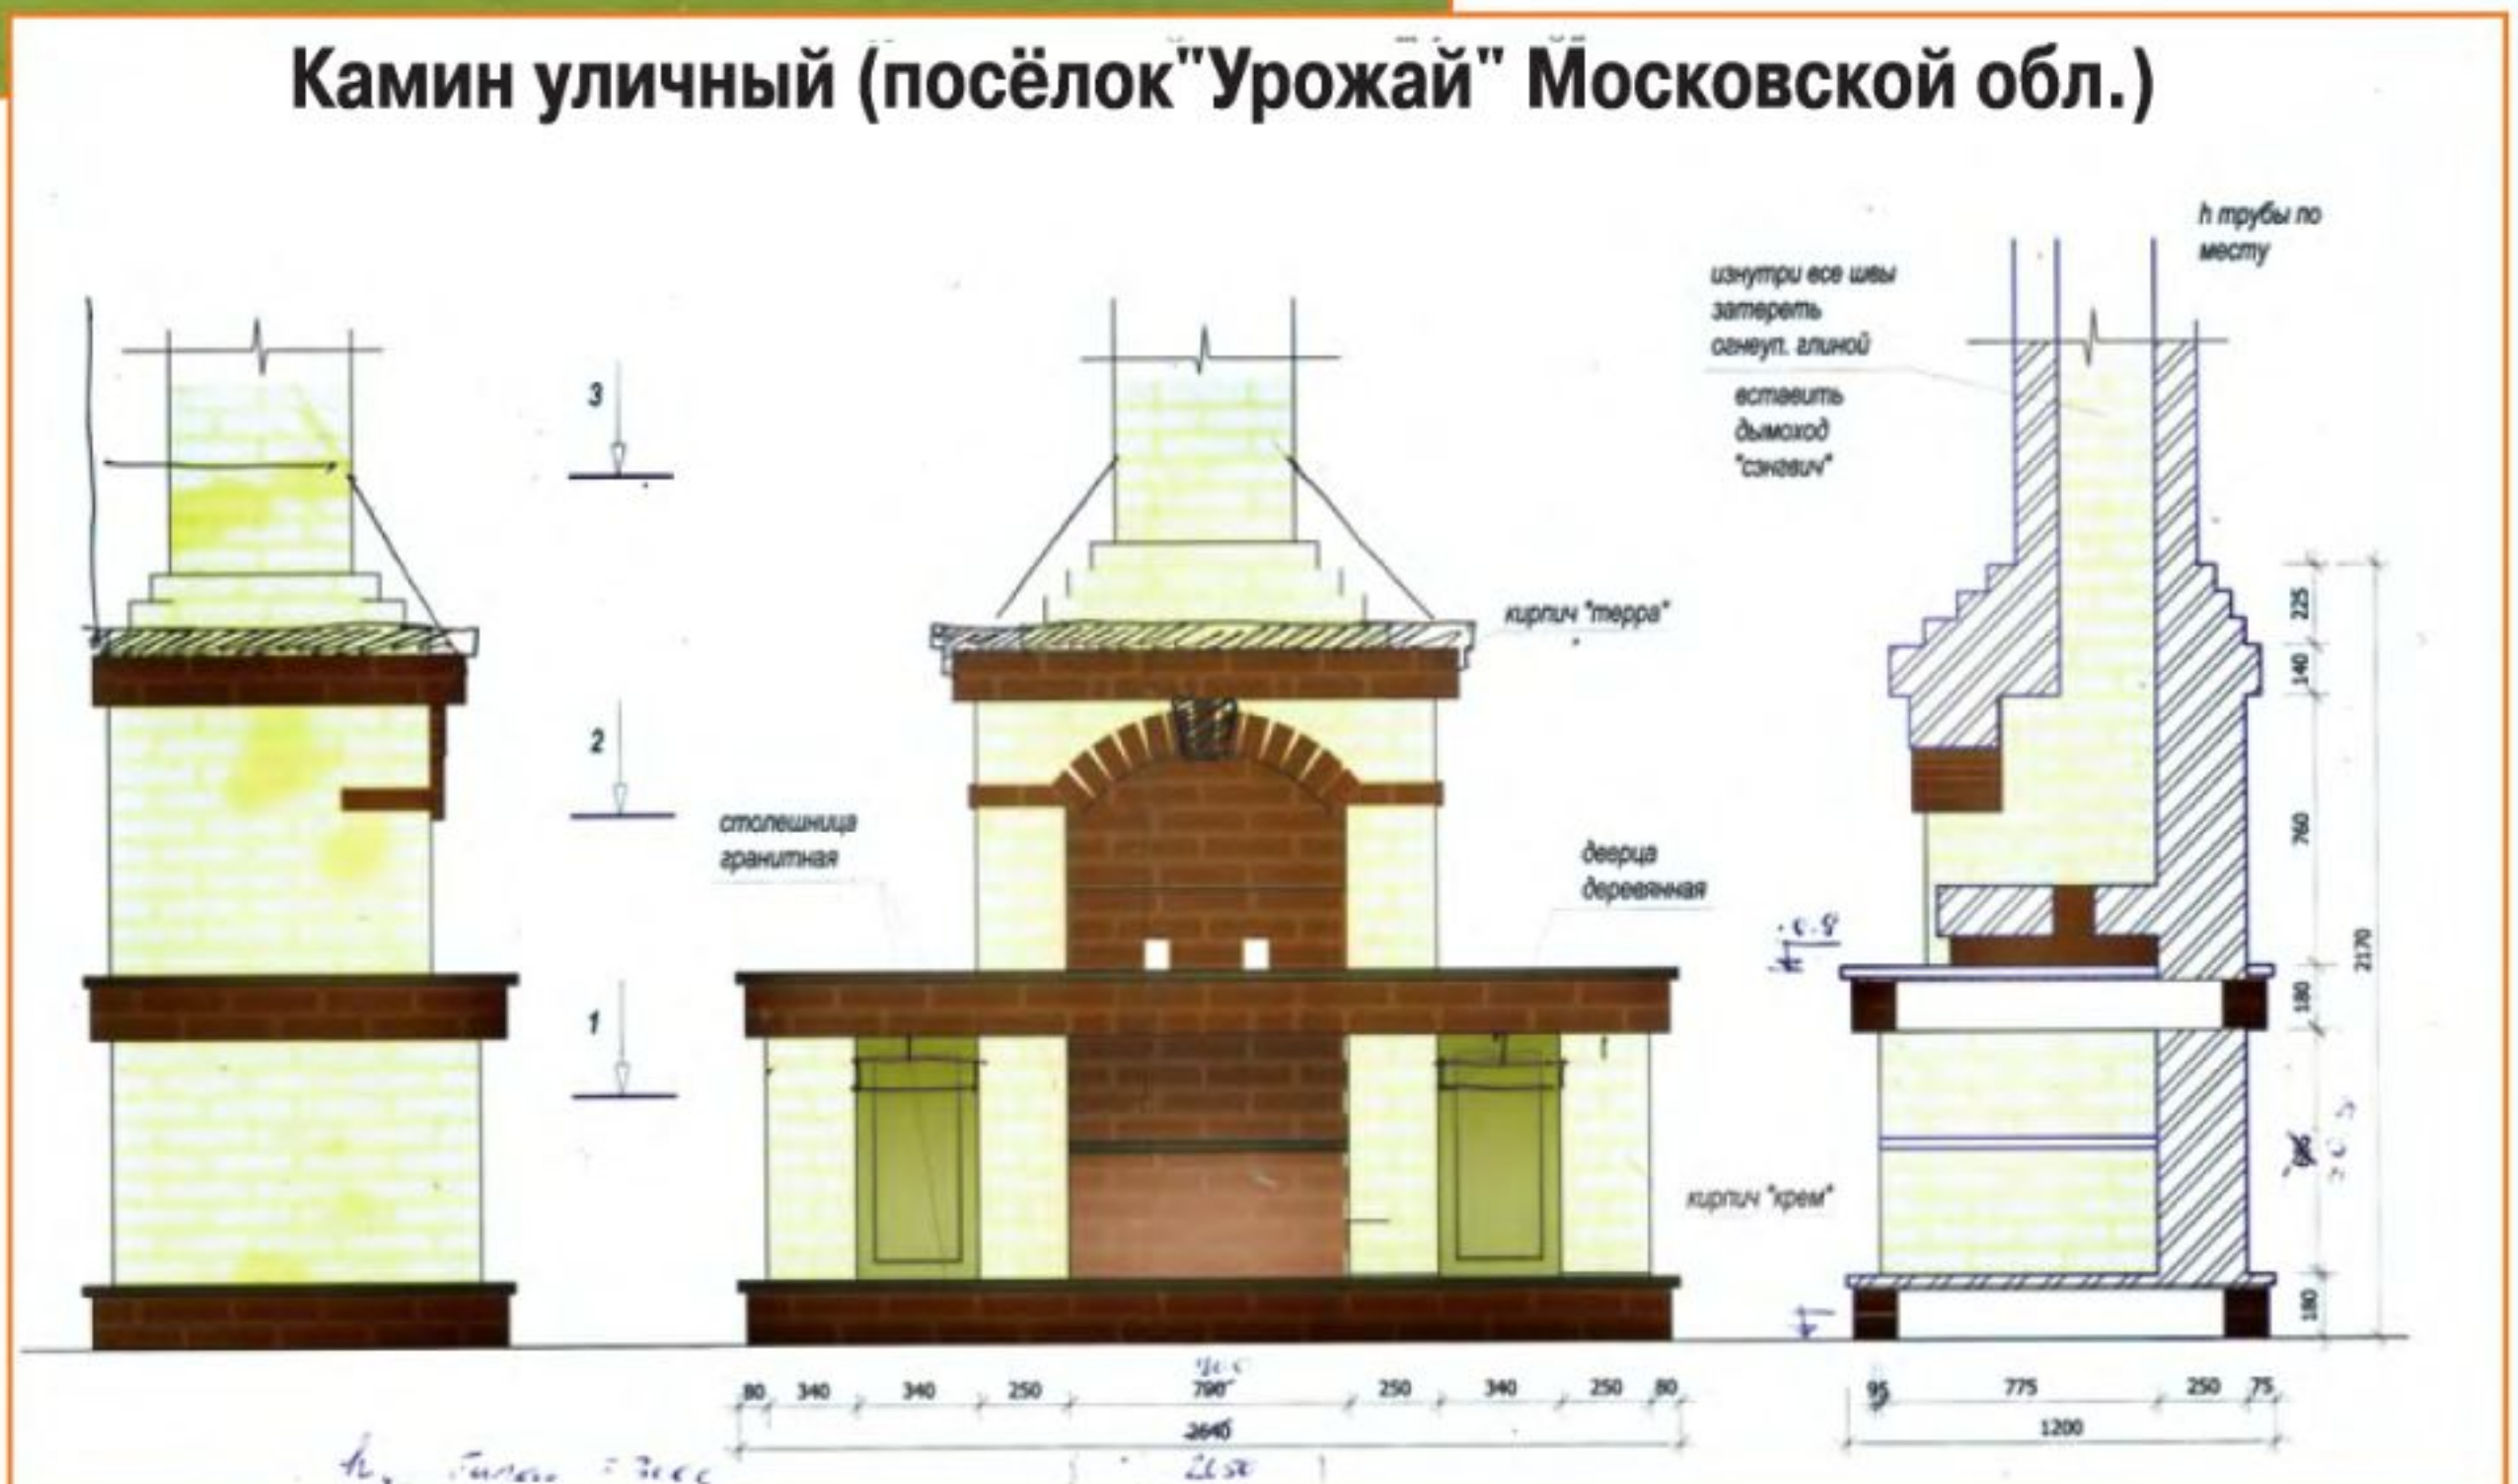 Камин уличный (посёлок"Урожай" Московской обл.)
h трубы по
месту
изнутри все швы
затереть
огнеуп. глиной
вставить
дымоход
"сэнгвич"
3
кирпич "терра"
225
140
2
столешница
гранитная
дверца
деревянная
760
2170
180
1
кирпич "крем"
180
80 340 340 250 790 250 340 250 80
2640
2650
95 775 250 75
1200